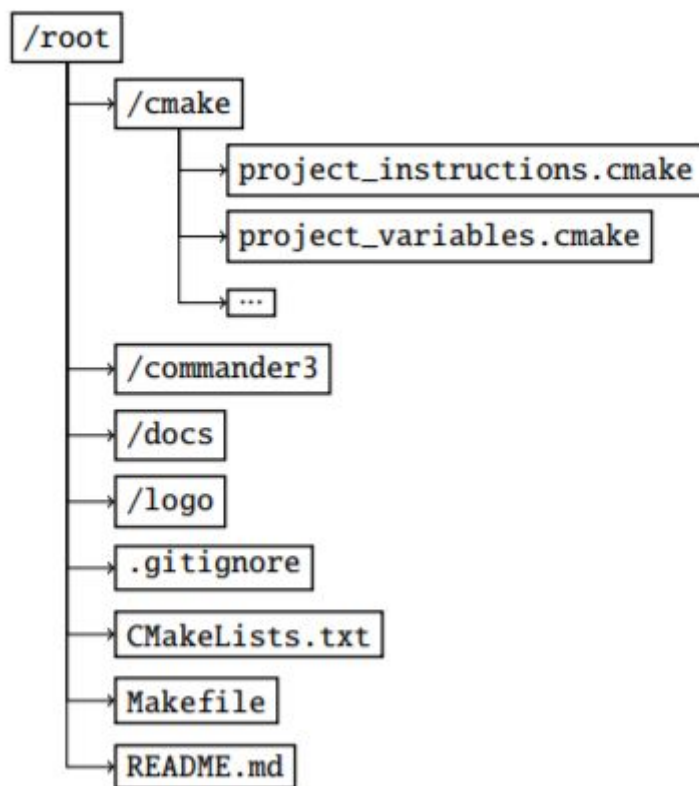 /root
/cmake
project_instructions.cmake
project_variables.cmake
...
/commander3
/docs
/logo
.gitignore
CMakeLists.txt
Makefile
README.md